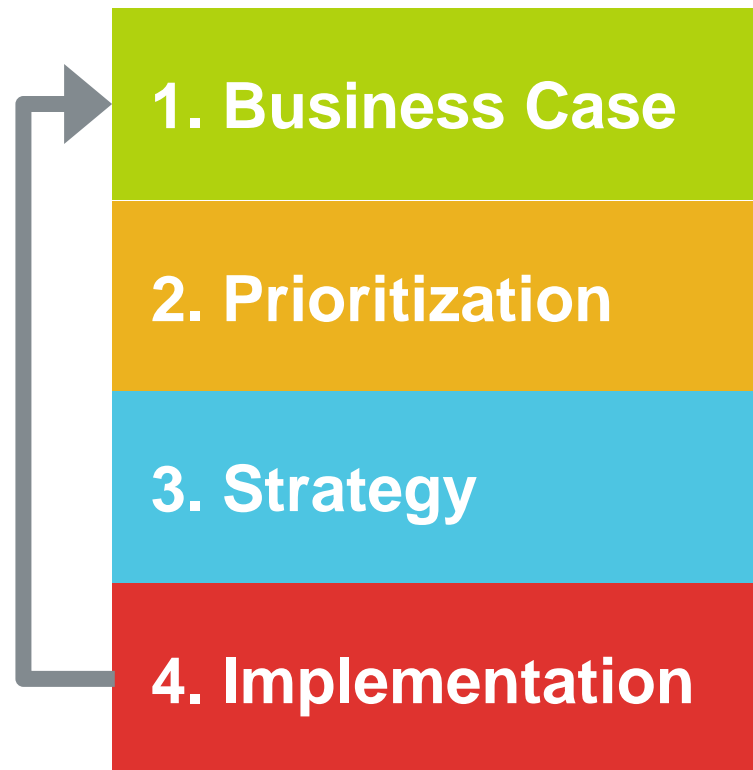 1. Business Case
2. Prioritization
3. Strategy
4. Implementation